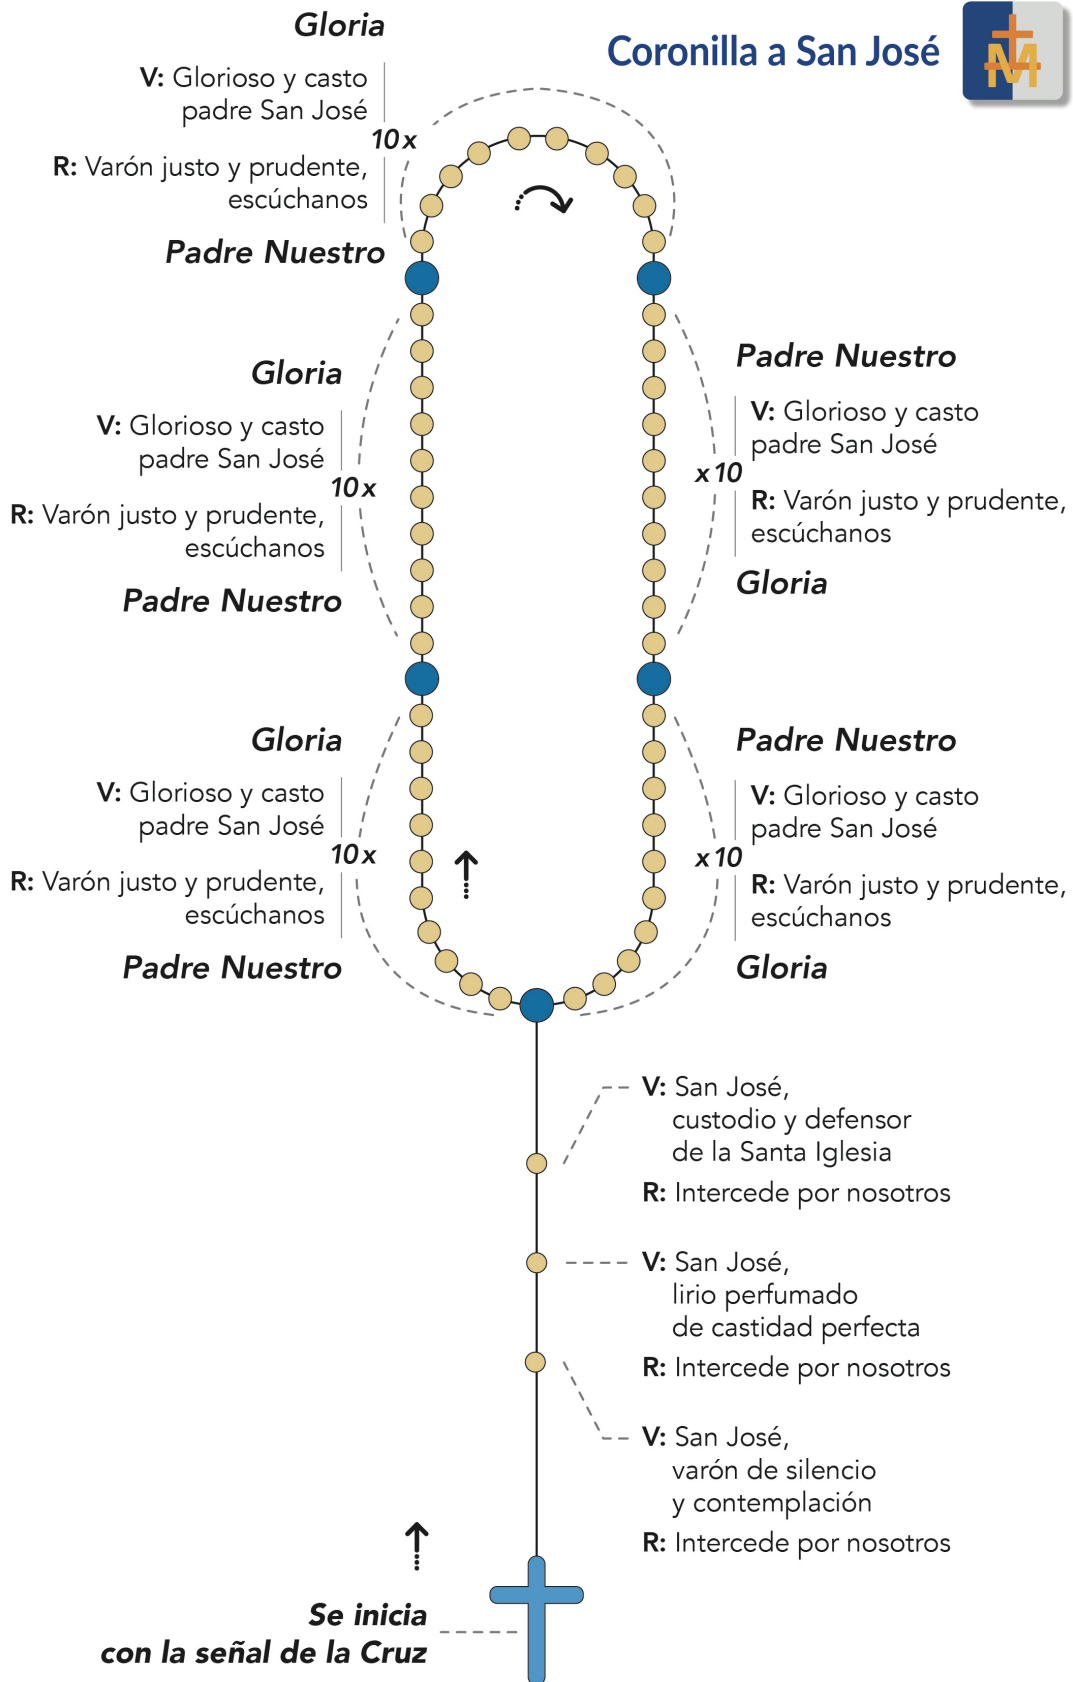 Coronilla a San José
M
Gloria
V: Glorioso y casto
padre San José
10x
R: Varón justo y prudente,
escúchanos
Padre Nuestro
Gloria
V: Glorioso y casto
padre San José
10x
R: Varón justo y prudente,
escúchanos
Padre Nuestro
Padre Nuestro
V: Glorioso y casto
padre San José
x10
R: Varón justo y prudente,
escúchanos
Gloria
Gloria
V: Glorioso y casto
padre San José
10x
R: Varón justo y prudente,
escúchanos
Padre Nuestro
Padre Nuestro
V: Glorioso y casto
padre San José
x10
R: Varón justo y prudente,
escúchanos
Gloria
V: San José,
custodio y defensor
de la Santa Iglesia
R: Intercede por nosotros
V: San José,
lirio perfumado
de castidad perfecta
R: Intercede por nosotros
V: San José,
varón de silencio
y contemplación
R: Intercede por nosotros
Se inicia
con la señal de la Cruz